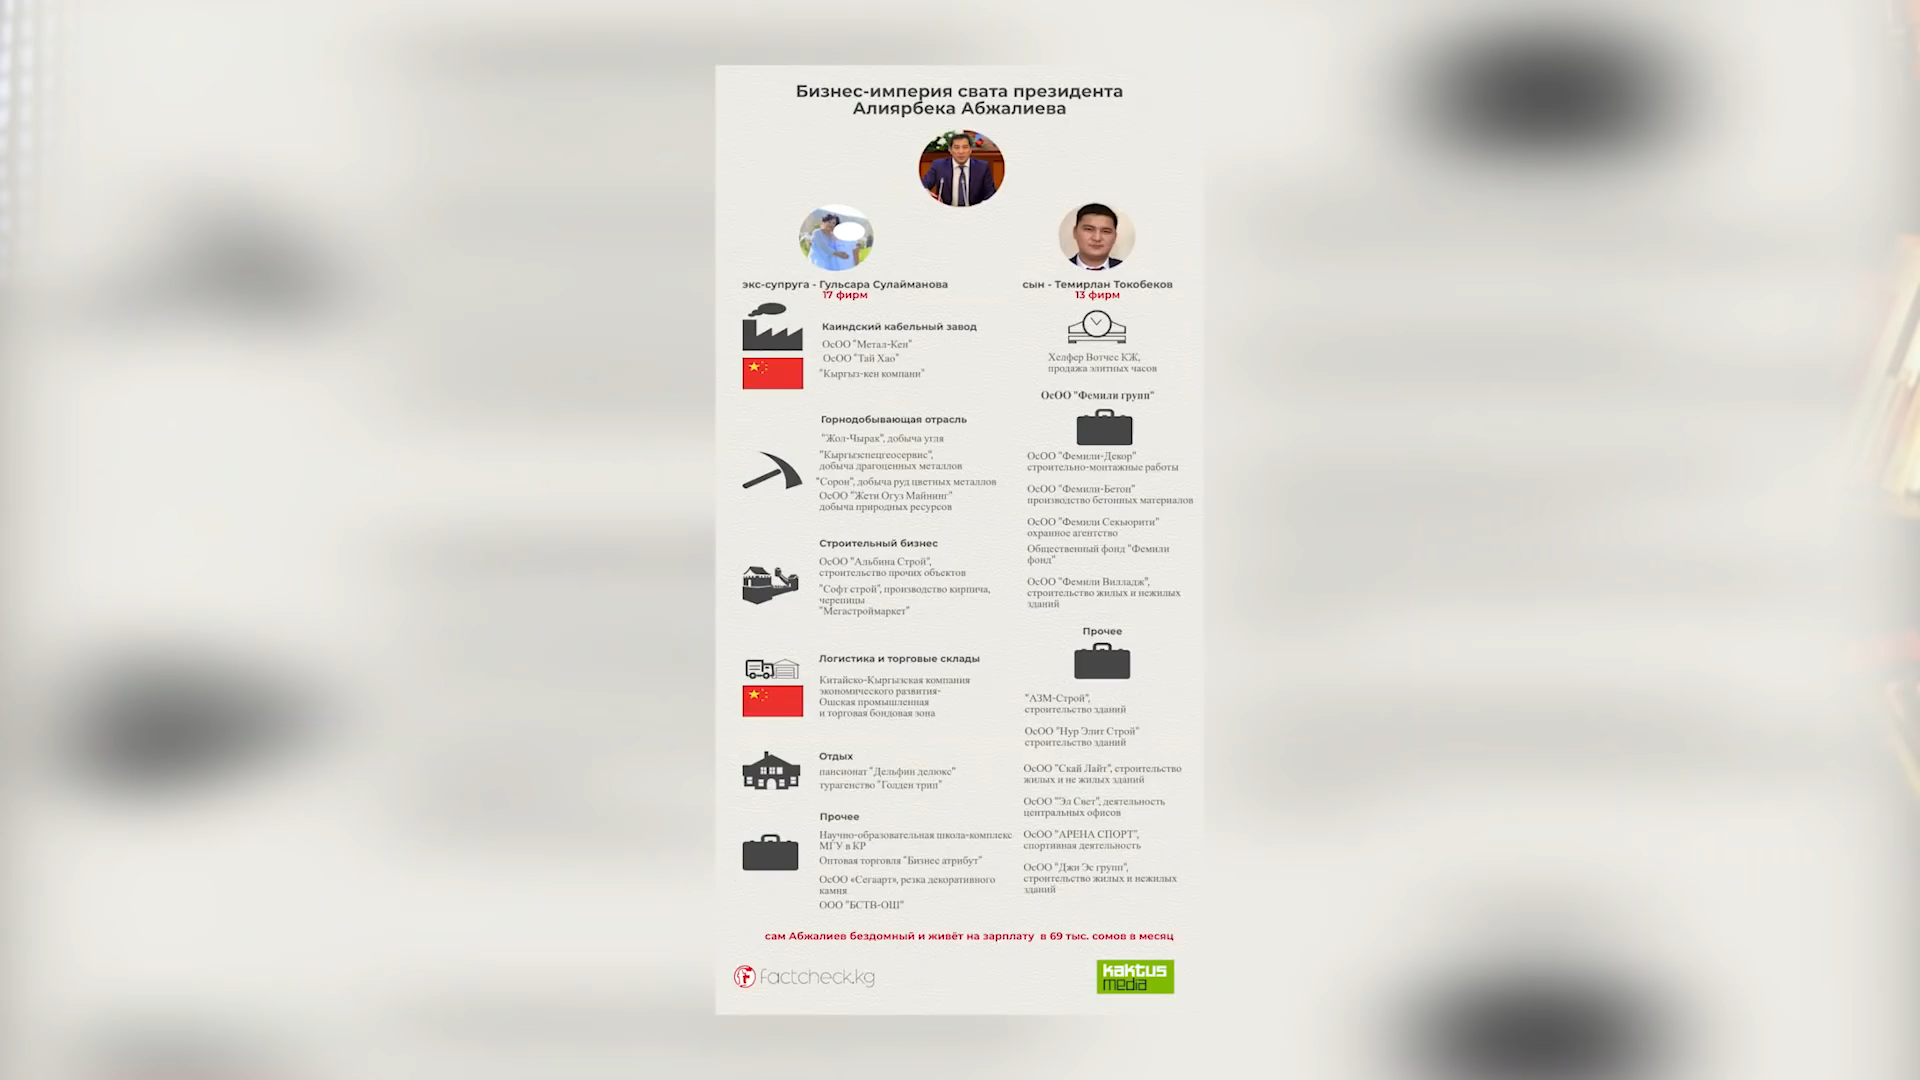 Бизнес-империя свата президента
Алиярбека Абжалиева
экс-супруга - Гульсара Сулайманова
17 фирм
Каиндский кабельный завод
ОсОО "Метал-Кен"
ОсОО "Тай Хао"
"Кыргыз-кен компани"
Горнодобывающая отрасль
"Жол-Чырак", добыча угля
"Кыргызспецгеосервис",
добыча драгоценных металлов
"Сорон", добыча руд цветных металлов
ОсОО "Жети Огуз Майнинг"
добыча природных ресурсов
Строительный бизнес
ОсОО "Альбина Строй",
строительство прочих объектов
"Софт строй", производство кирпича,
черепицы
"Мегастроймаркет"
Логистика и торговые склады
Китайско-Кыргызская компания
экономического развития-
Ошская промышленная
и торговая бондовая зона
Отдых
пансионат "Дельфин делюкс"
турагенство "Голден трип"
Прочее
Научно-образовательная школа-комплекс
МГУ в КР
Оптовая торговля "Бизнес атрибут"
ОсОО «Сегаарт», резка декоративного
камня
ООО "БСТВ-ОШ"
сын - Темирлан Токобеков
13 фирм
Хелфер Вотчес КЖ,
продажа элитных часов
ОсОО "Фемили групп"
ОсОО "Фемили-Декор"
строительно-монтажные работы
ОсОО "Фемили-Бетон"
производство бетонных материалов
ОсОО "Фемили Секьюрити"
охранное агентство
Общественный фонд "Фемили
фонд"
ОсОО "Фемили Вилладж",
строительство жилых и нежилых
зданий
Прочее
"АЗМ-Строй",
строительство зданий
ОсОО "Нур Элит Строй"
строительство зданий
ОсОО "Скай Лайт", строительство
жилых и не жилых зданий
ОсОО "Эл Свет", деятельность
центральных офисов
ОсОО "АРЕНА СПОРТ",
спортивная деятельность
ОсОО "Джи Эс групп",
строительство жилых и нежилых
зданий
сам Абжалиев бездомный и живёт на зарплату в 69 тыс. сомов в месяц
factcheck.kg
kaktus
media